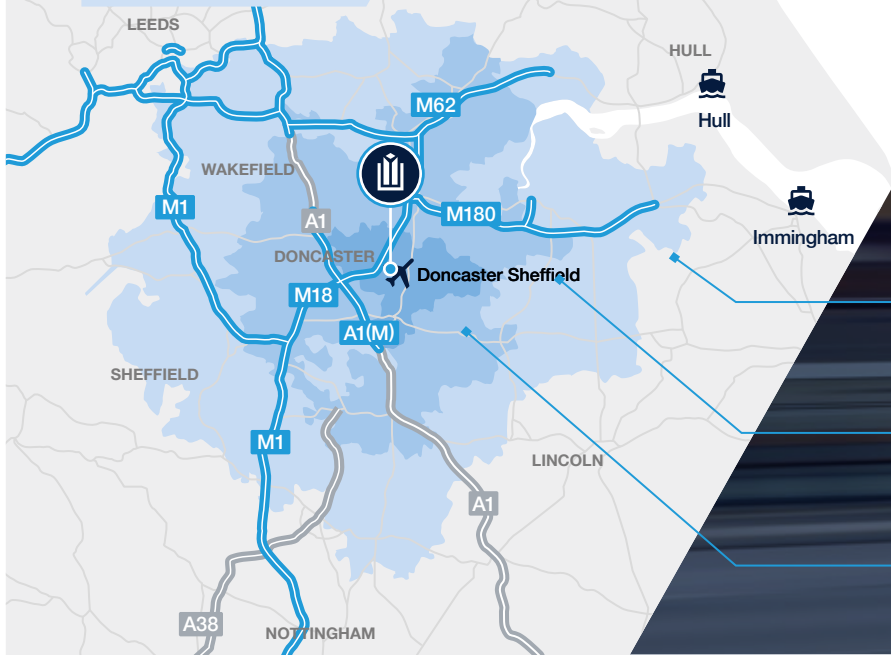 LEEDS
HULL
M62
Hull
WAKEFIELD
M1
A1
M180
Immingham
DONCASTER
Doncaster Sheffield
M18
A1(M)
SHEFFIELD
M1
LINCOLN
A1
A38
NOTTINGHAM